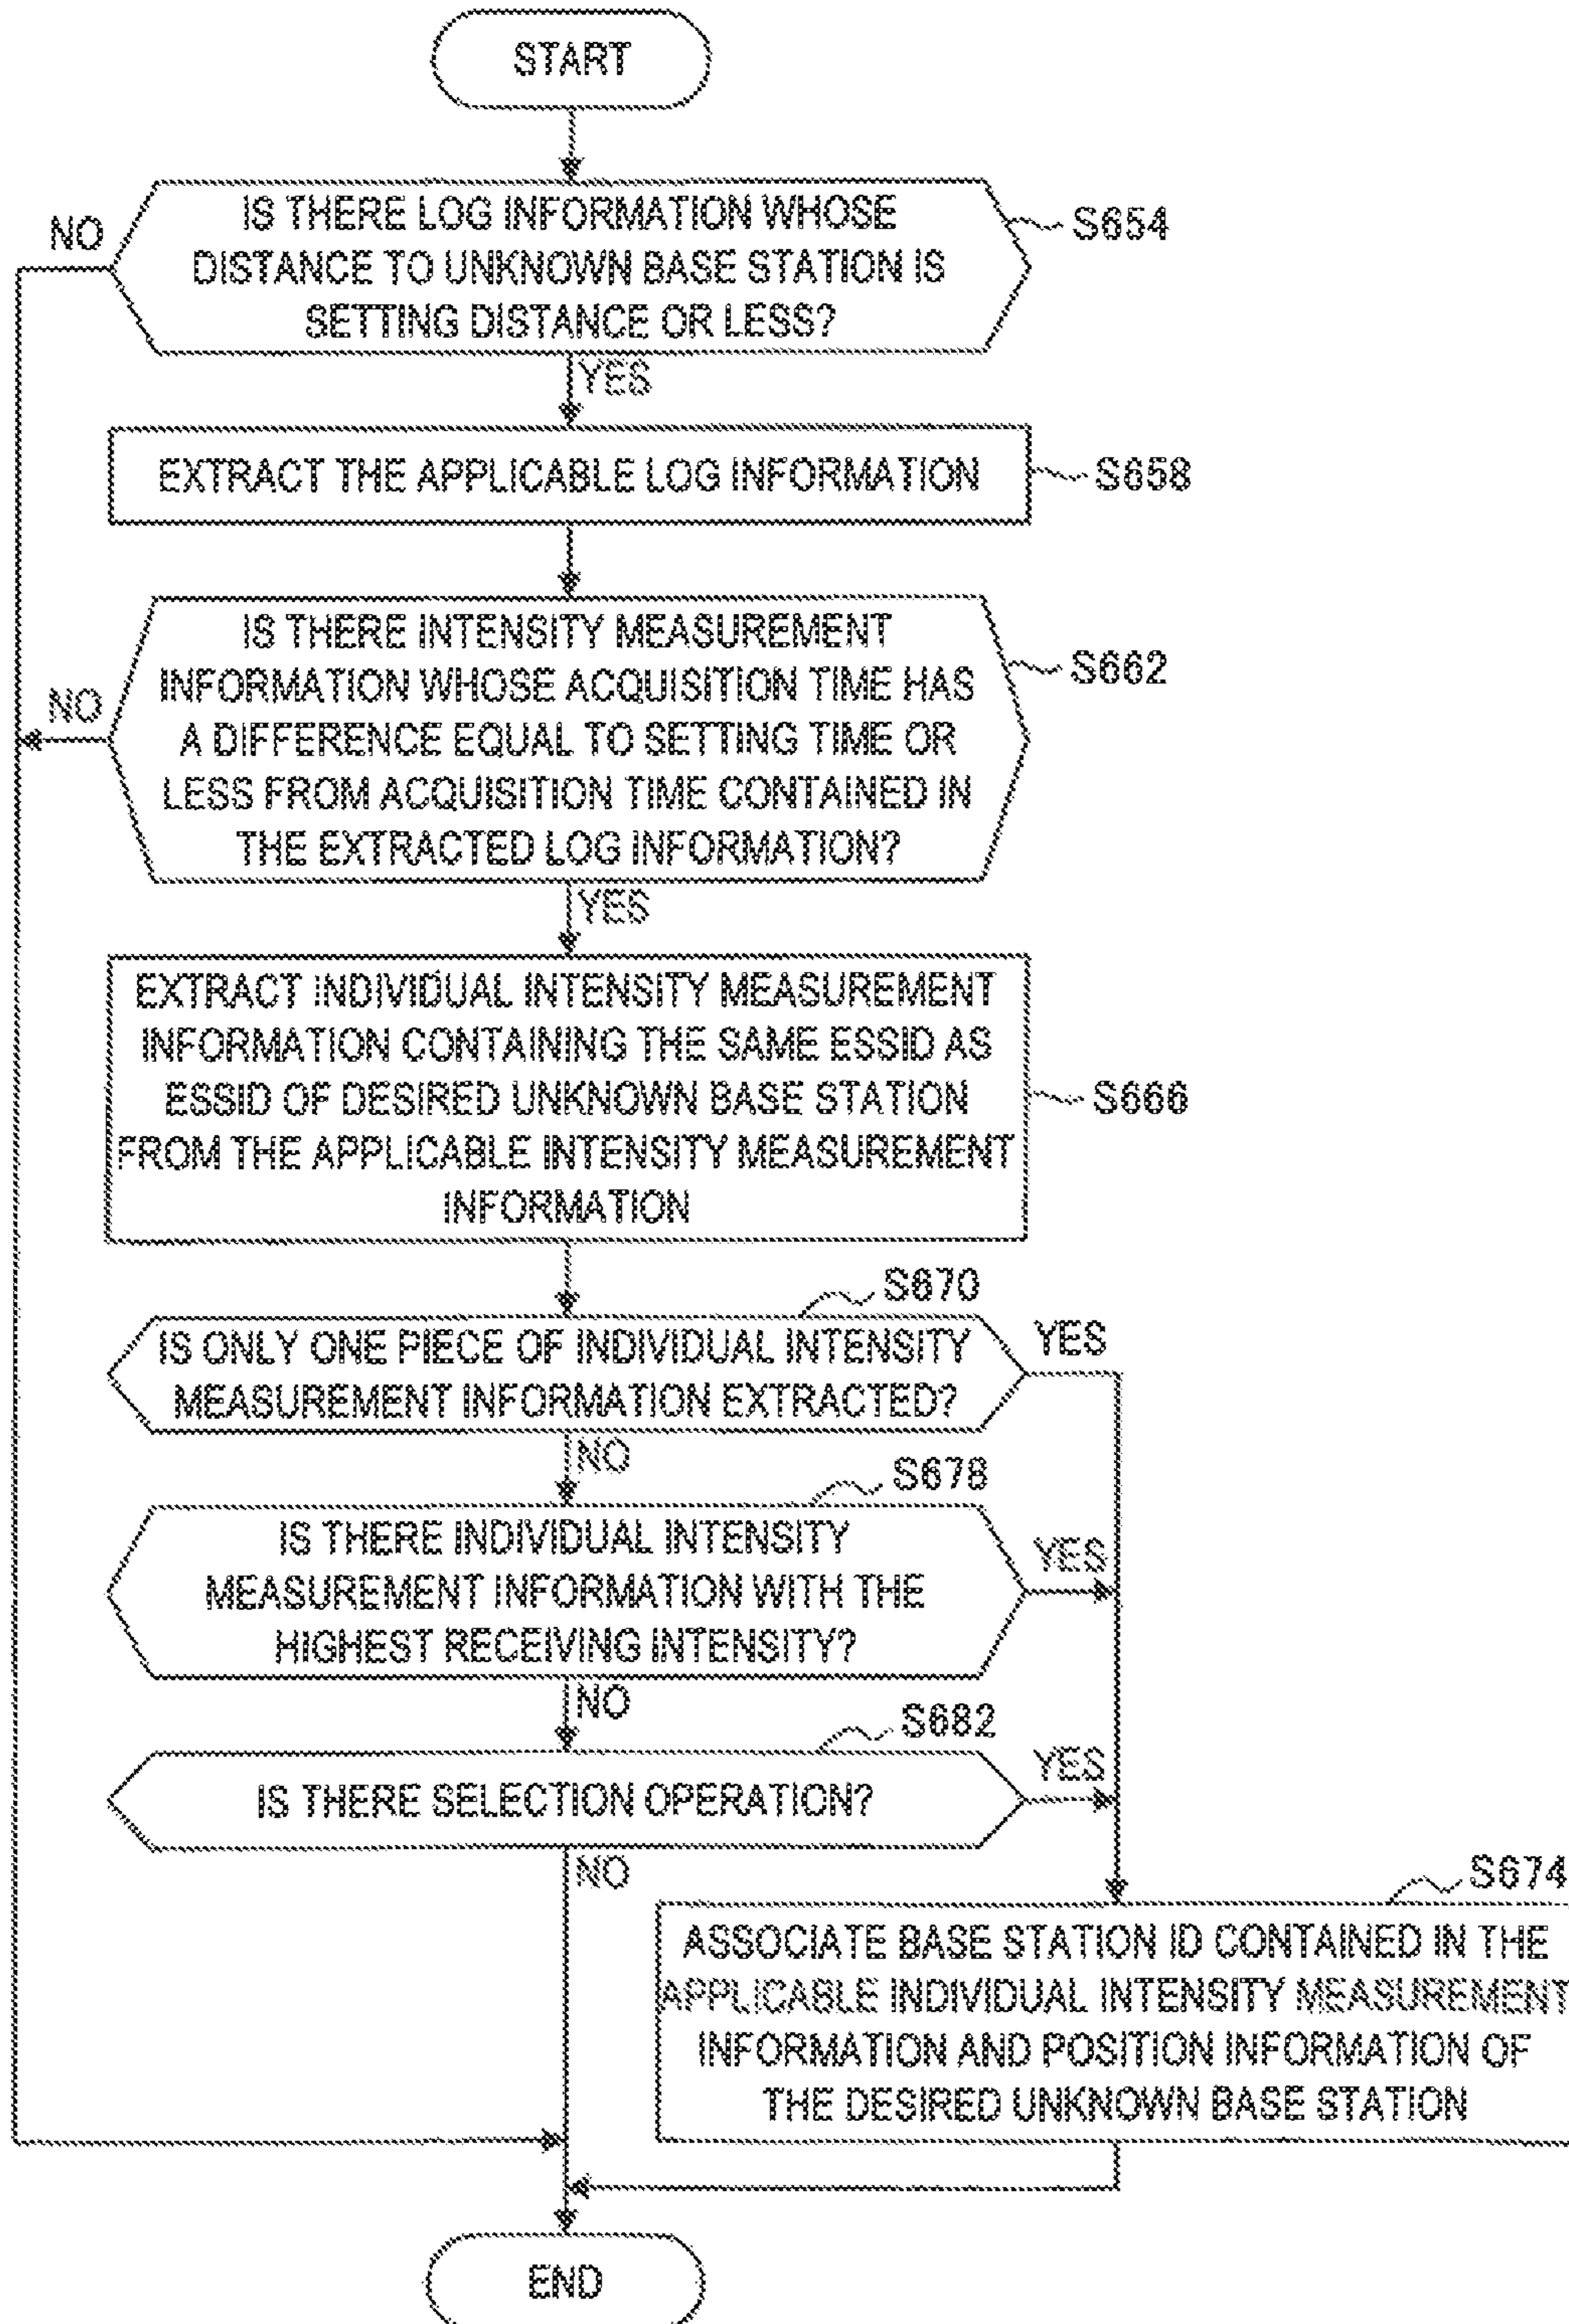 START
IS THERE LOG INFORMATION WHOSE
DISTANCE TO UNKNOWN BASE STATION IS
SETTING DISTANCE OR LESS?
S654
NO
YES
EXTRACT THE APPLICABLE LOG INFORMATION
S658
IS THERE INTENSITY MEASUREMENT
INFORMATION WHOSE ACQUISITION TIME HAS
A DIFFERENCE EQUAL TO SETTING TIME OR
LESS FROM ACQUISITION TIME CONTAINED IN
THE EXTRACTED LOG INFORMATION?
S662
NO
YES
EXTRACT INDIVIDUAL INTENSITY MEASUREMENT
INFORMATION CONTAINING THE SAME ESSID AS
ESSID OF DESIRED UNKNOWN BASE STATION
FROM THE APPLICABLE INTENSITY MEASUREMENT
INFORMATION
S666
S670
IS ONLY ONE PIECE OF INDIVIDUAL INTENSITY
MEASUREMENT INFORMATION EXTRACTED?
YES
NO
S678
IS THERE INDIVIDUAL INTENSITY
MEASUREMENT INFORMATION WITH THE
HIGHEST RECEIVING INTENSITY?
YES
NO
S682
IS THERE SELECTION OPERATION?
YES
NO
S674
ASSOCIATE BASE STATION ID CONTAINED IN THE
APPLICABLE INDIVIDUAL INTENSITY MEASUREMENT
INFORMATION AND POSITION INFORMATION OF
THE DESIRED UNKNOWN BASE STATION
END